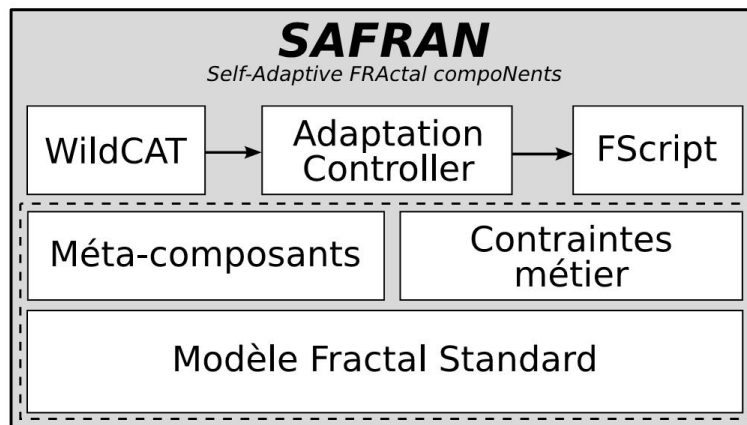 SAFRAN
Self-Adaptive FRActal compoNents
WildCAT
Adaptation
Controller
FScript
Méta-composants
Contraintes
métier
Modèle Fractal Standard